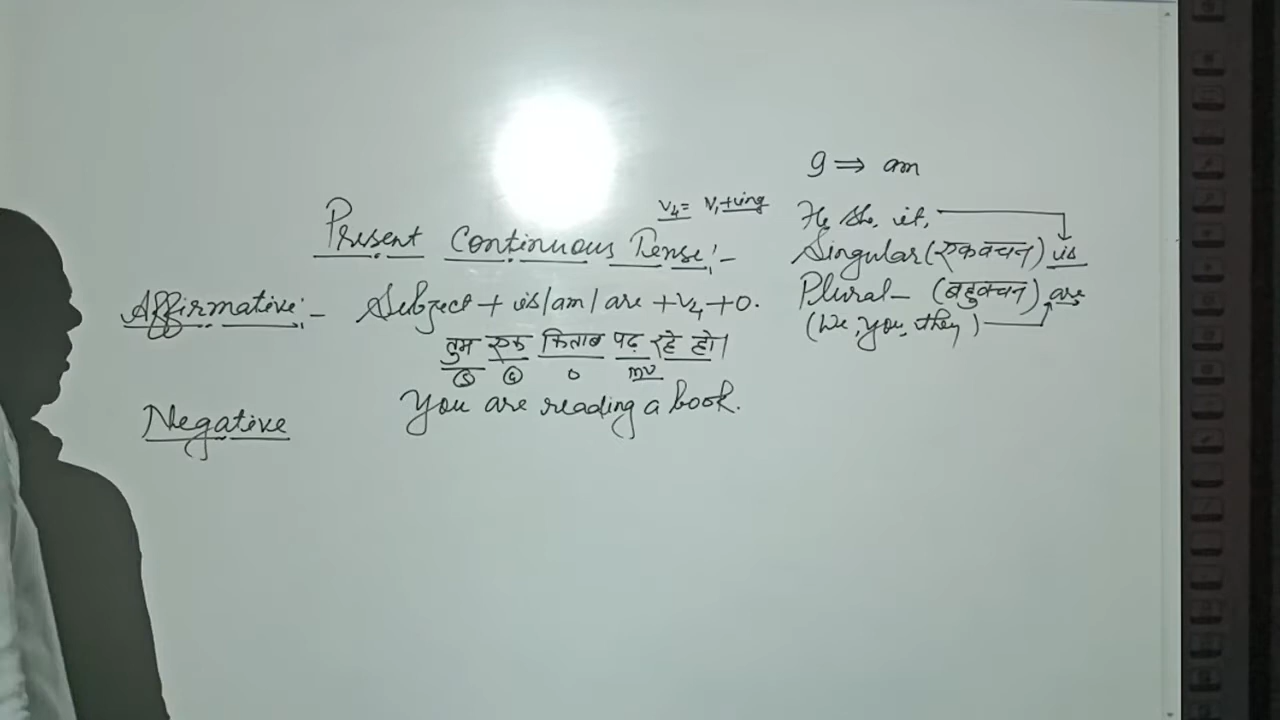 I ⇒ am
V4 = V1+ing
He, she, it,
Present Continuous Tense:-
Singular (एकवचन) is
Affirmative:- Subject + is/am/are + V4 + O.
Plural - (बहुवचन) are
(We, you, they)
तुम एक किताब पढ़ रहे हो।
S O MV
Negative You are reading a book.